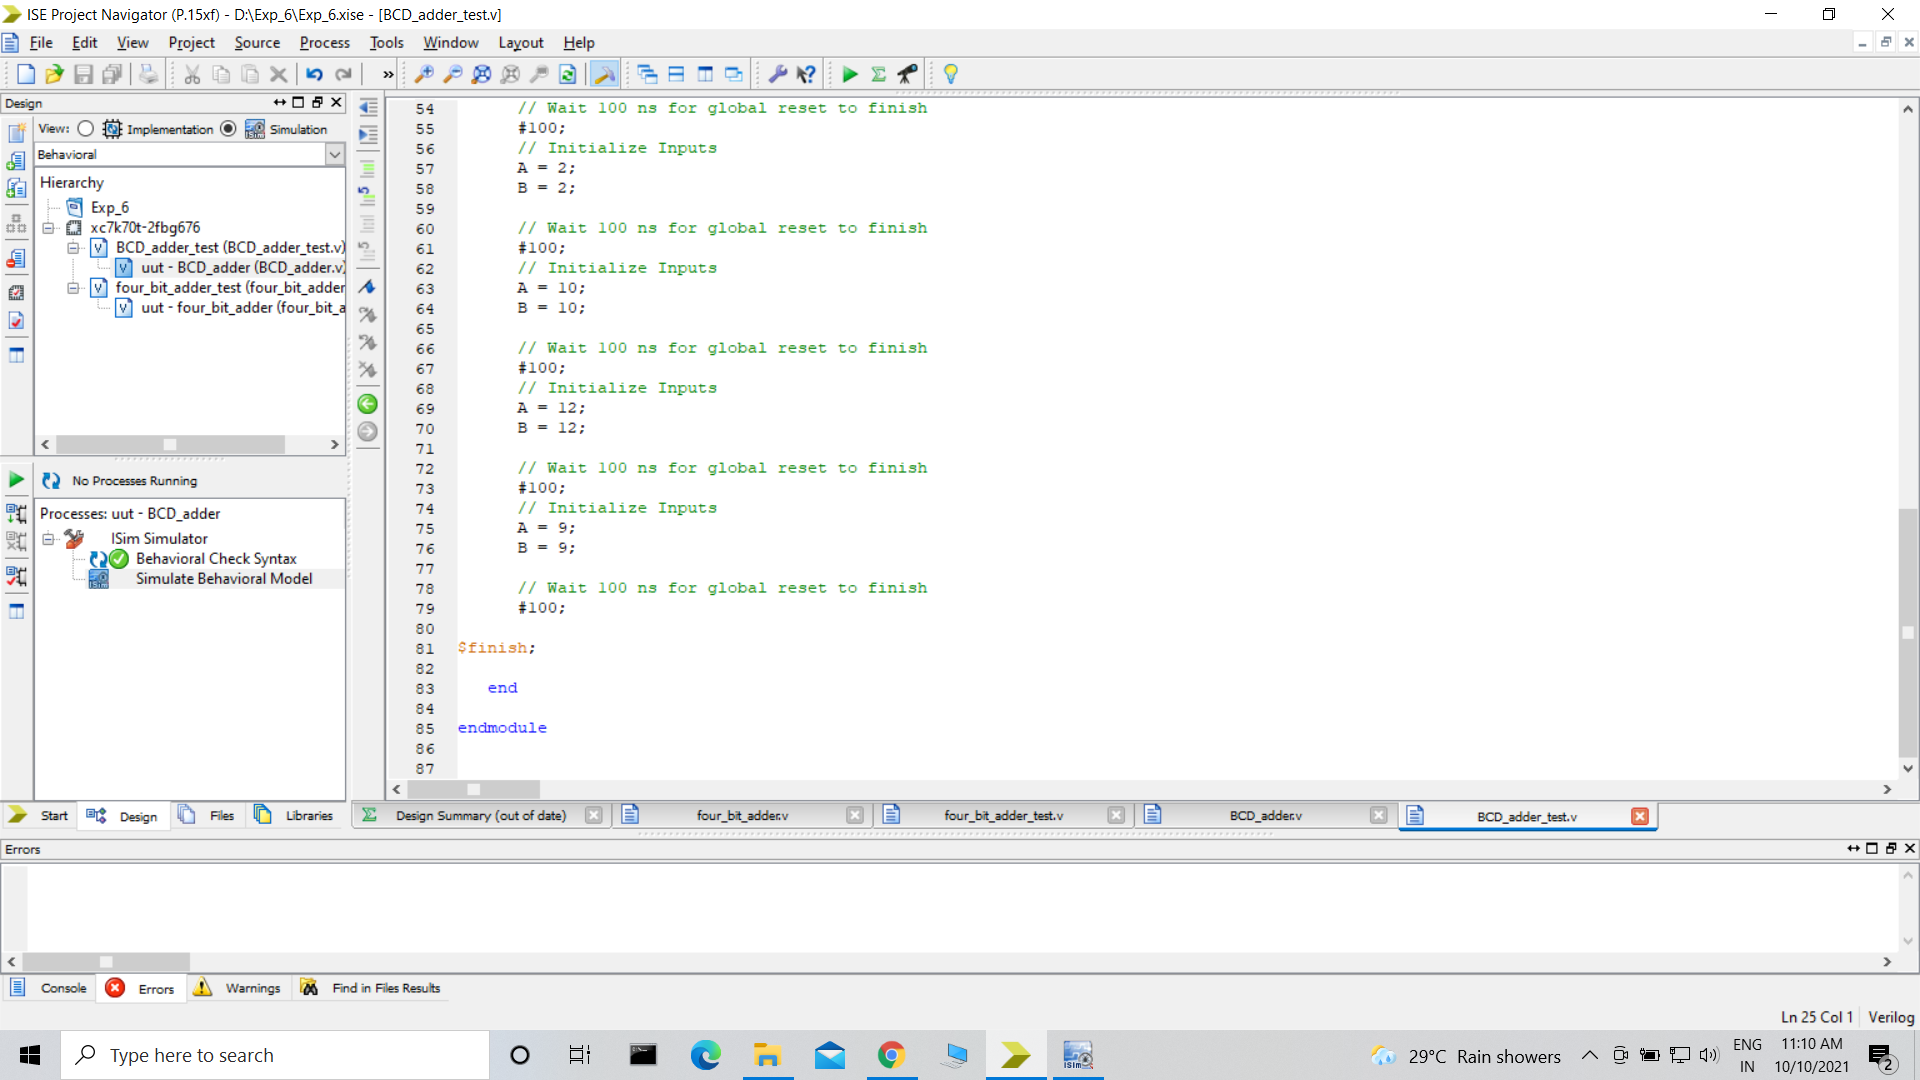 ISE Project Navigator (P.15xf) - D:\Exp_6\Exp_6.xise - [BCD_adder_test.v]
File Edit View Project Source Process Tools Window Layout Help
Design
View: Implementation Simulation
Behavioral
Hierarchy
Exp_6
xc7k70t-2fbg676
BCD_adder_test (BCD_adder_test.v)
uut - BCD_adder (BCD_adder.v)
four_bit_adder_test (four_bit_adder
uut - four_bit_adder (four_bit_a
No Processes Running
Processes: uut - BCD_adder
ISim Simulator
Behavioral Check Syntax
Simulate Behavioral Model
Start Design Files Libraries
54 // Wait 100 ns for global reset to finish
55 #100;
56 // Initialize Inputs
57 A = 2;
58 B = 2;
59
60 // Wait 100 ns for global reset to finish
61 #100;
62 // Initialize Inputs
63 A = 10;
64 B = 10;
65
66 // Wait 100 ns for global reset to finish
67 #100;
68 // Initialize Inputs
69 A = 12;
70 B = 12;
71
72 // Wait 100 ns for global reset to finish
73 #100;
74 // Initialize Inputs
75 A = 9;
76 B = 9;
77
78 // Wait 100 ns for global reset to finish
79 #100;
80
81 $finish;
82
83 end
84
85 endmodule
86
87
Design Summary (out of date) four_bit_adder.v four_bit_adder_test.v BCD_adder.v BCD_adder_test.v
Errors
Console Errors Warnings Find in Files Results
Ln 25 Col 1 Verilog
Type here to search
29°C Rain showers
ENG
IN
11:10 AM
10/10/2021
2